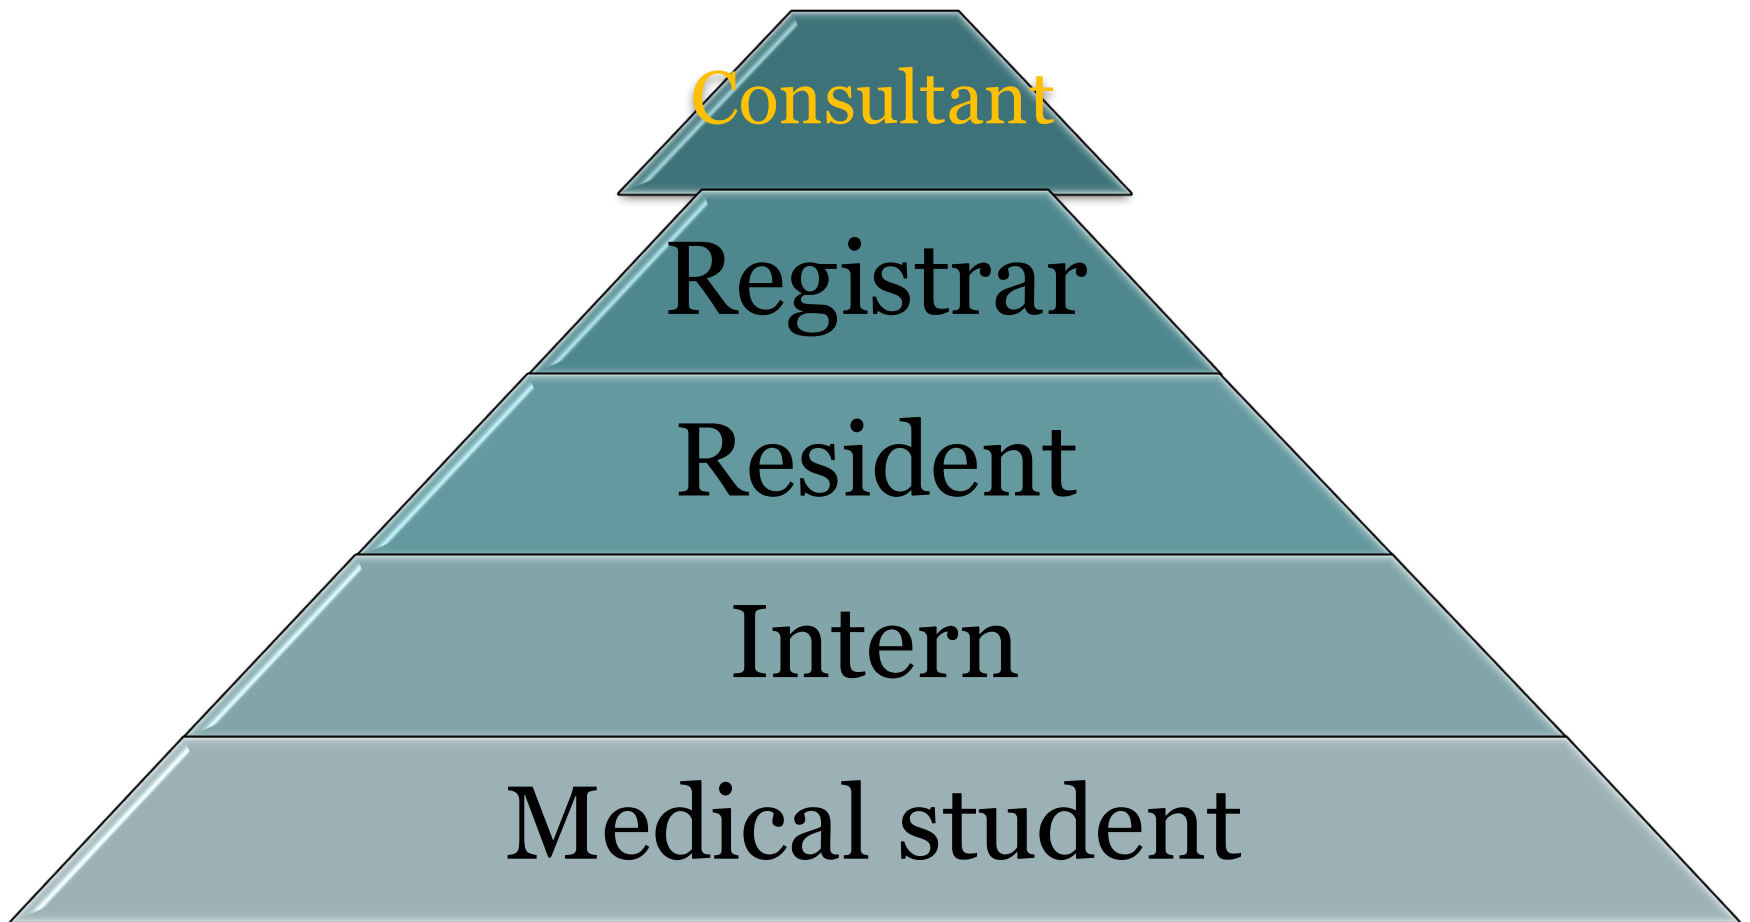 Consultant
Registrar
Resident
Intern
Medical student